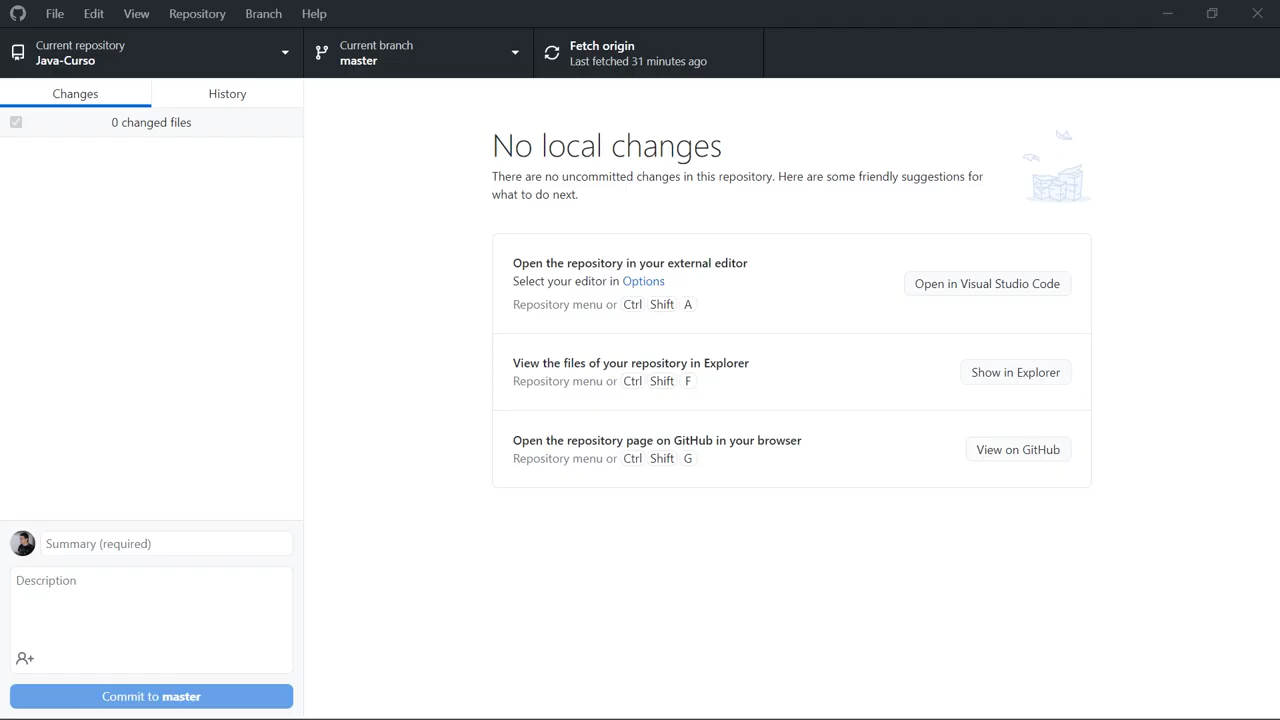 File Edit View Repository Branch Help
Current repository
Java-Curso
Current branch
master
Fetch origin
Last fetched 31 minutes ago
Changes
History
0 changed files
No local changes
There are no uncommitted changes in this repository. Here are some friendly suggestions for
what to do next.
Open the repository in your external editor
Select your editor in Options
Repository menu or Ctrl Shift A
Open in Visual Studio Code
View the files of your repository in Explorer
Repository menu or Ctrl Shift F
Show in Explorer
Open the repository page on GitHub in your browser
Repository menu or Ctrl Shift G
View on GitHub
Summary (required)
Description
Commit to master